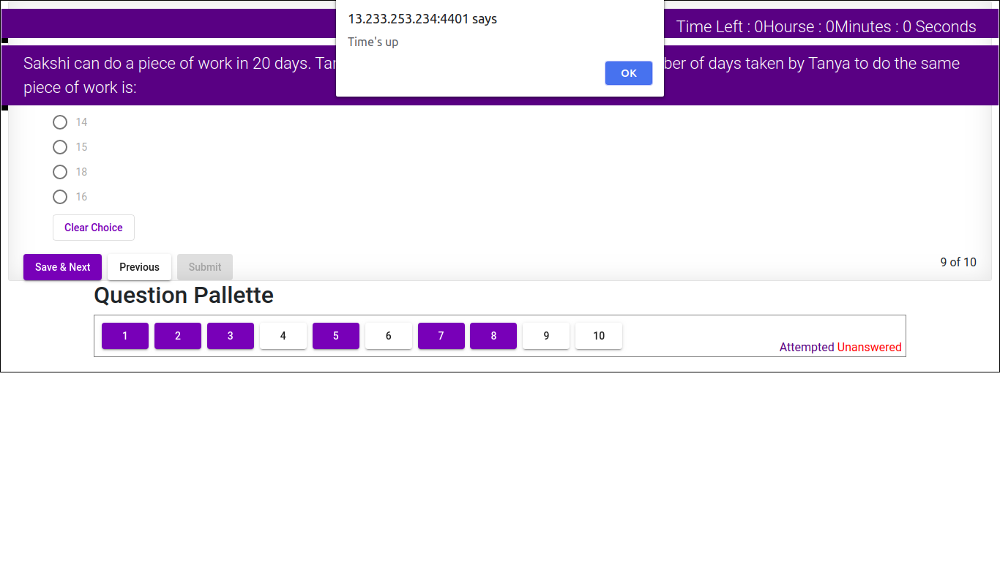 13.233.253.234:4401 says
Time's up
OK
Time Left : 0Hourse : 0Minutes : 0 Seconds
Sakshi can do a piece of work in 20 days. of days taken by Tanya to do the same
piece of work is:
14
15
18
16
Clear Choice
Save & Next Previous Submit
9 of 10
Question Pallette
1 2 3 4 5 6 7 8 9 10
Attempted Unanswered